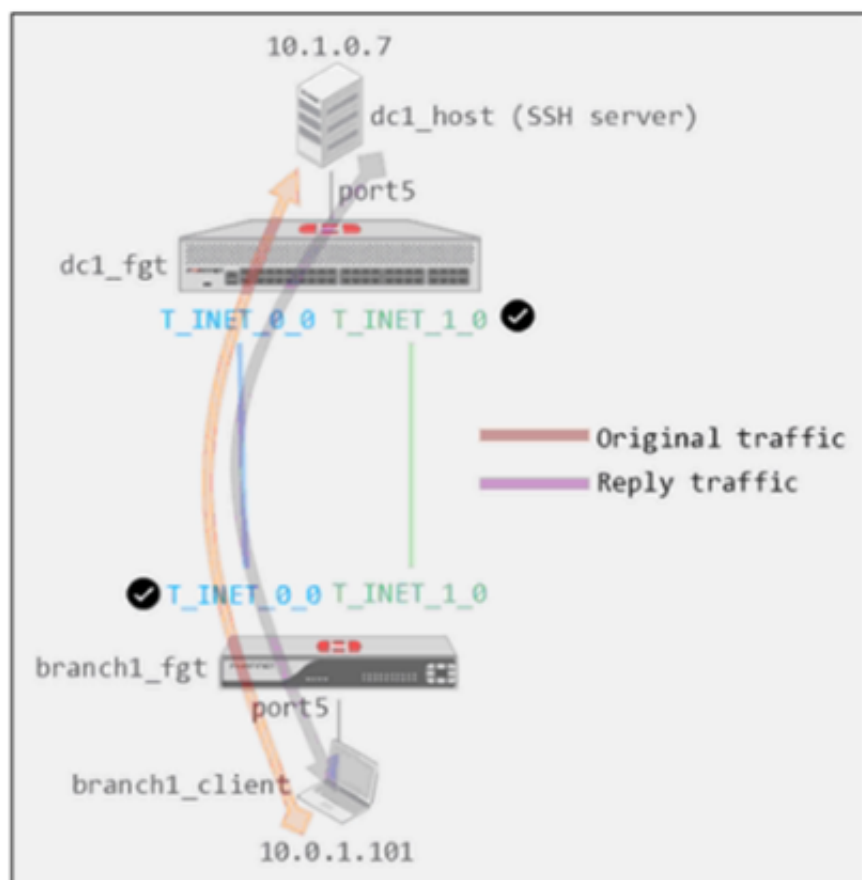 10.1.0.7
dc1_host (SSH server)
port5
dc1_fgt
T_INET_0_0 T_INET_1_0
Original traffic
Reply traffic
T_INET_0_0 T_INET_1_0
branch1_fgt
port5
branch1_client
10.0.1.101